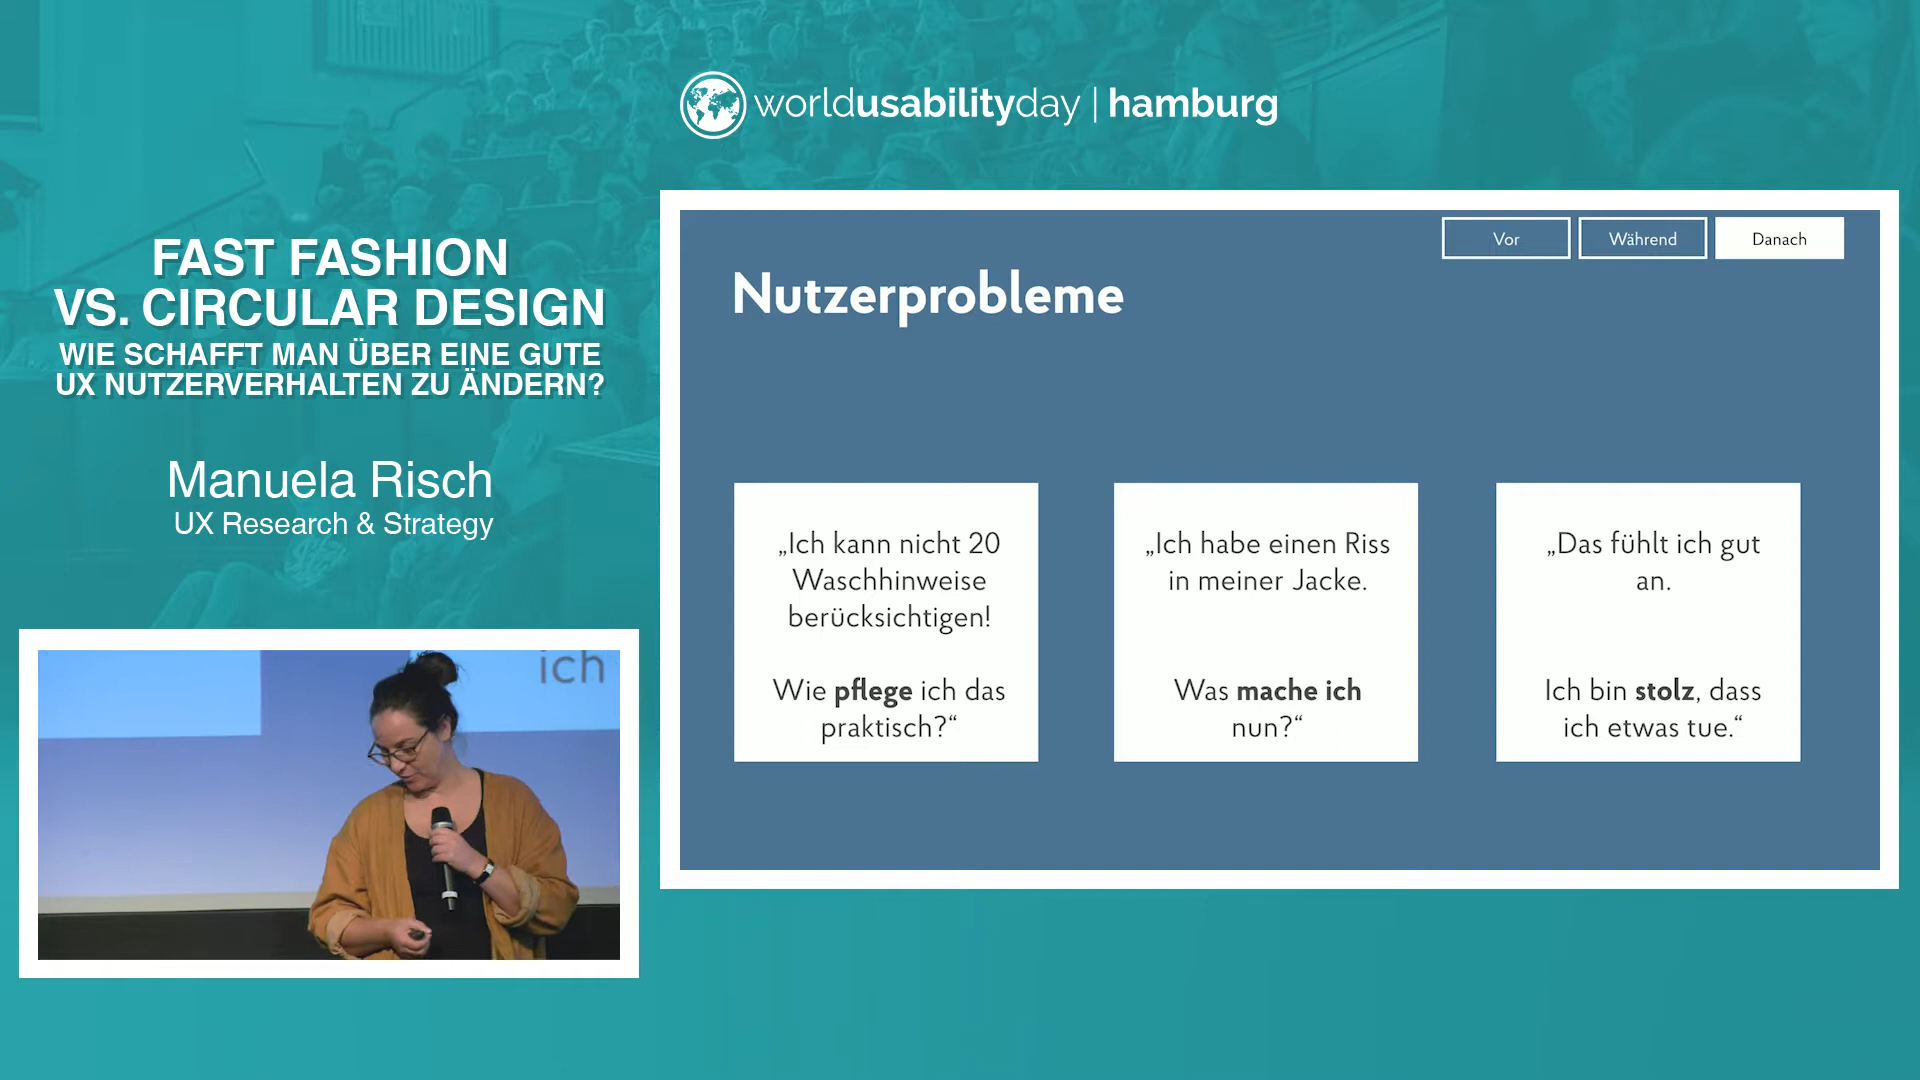 worldusabilityday | hamburg
FAST FASHION
VS. CIRCULAR DESIGN
WIE SCHAFFT MAN ÜBER EINE GUTE
UX NUTZERVERHALTEN ZU ÄNDERN?
Manuela Risch
UX Research & Strategy
ich
Vor
Während
Danach
Nutzerprobleme
„Ich kann nicht 20
Waschhinweise
berücksichtigen!
Wie pflege ich das
praktisch?“
„Ich habe einen Riss
in meiner Jacke.
Was mache ich
nun?“
„Das fühlt ich gut
an.
Ich bin stolz, dass
ich etwas tue.“